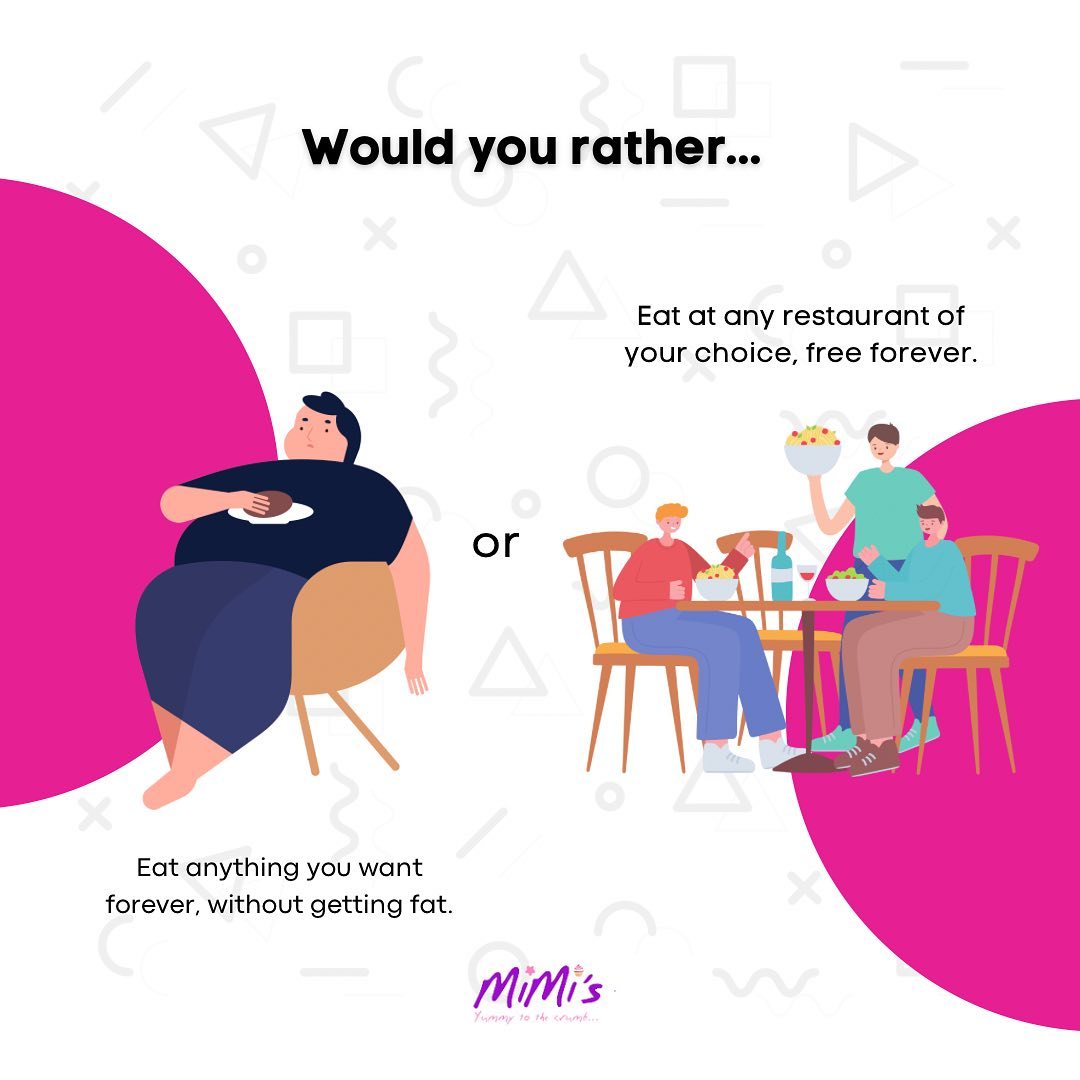 Would you rather...
Eat at any restaurant of
your choice, free forever.
or
Eat anything you want
forever, without getting fat.
MiMi's
Yummy to the crumb...